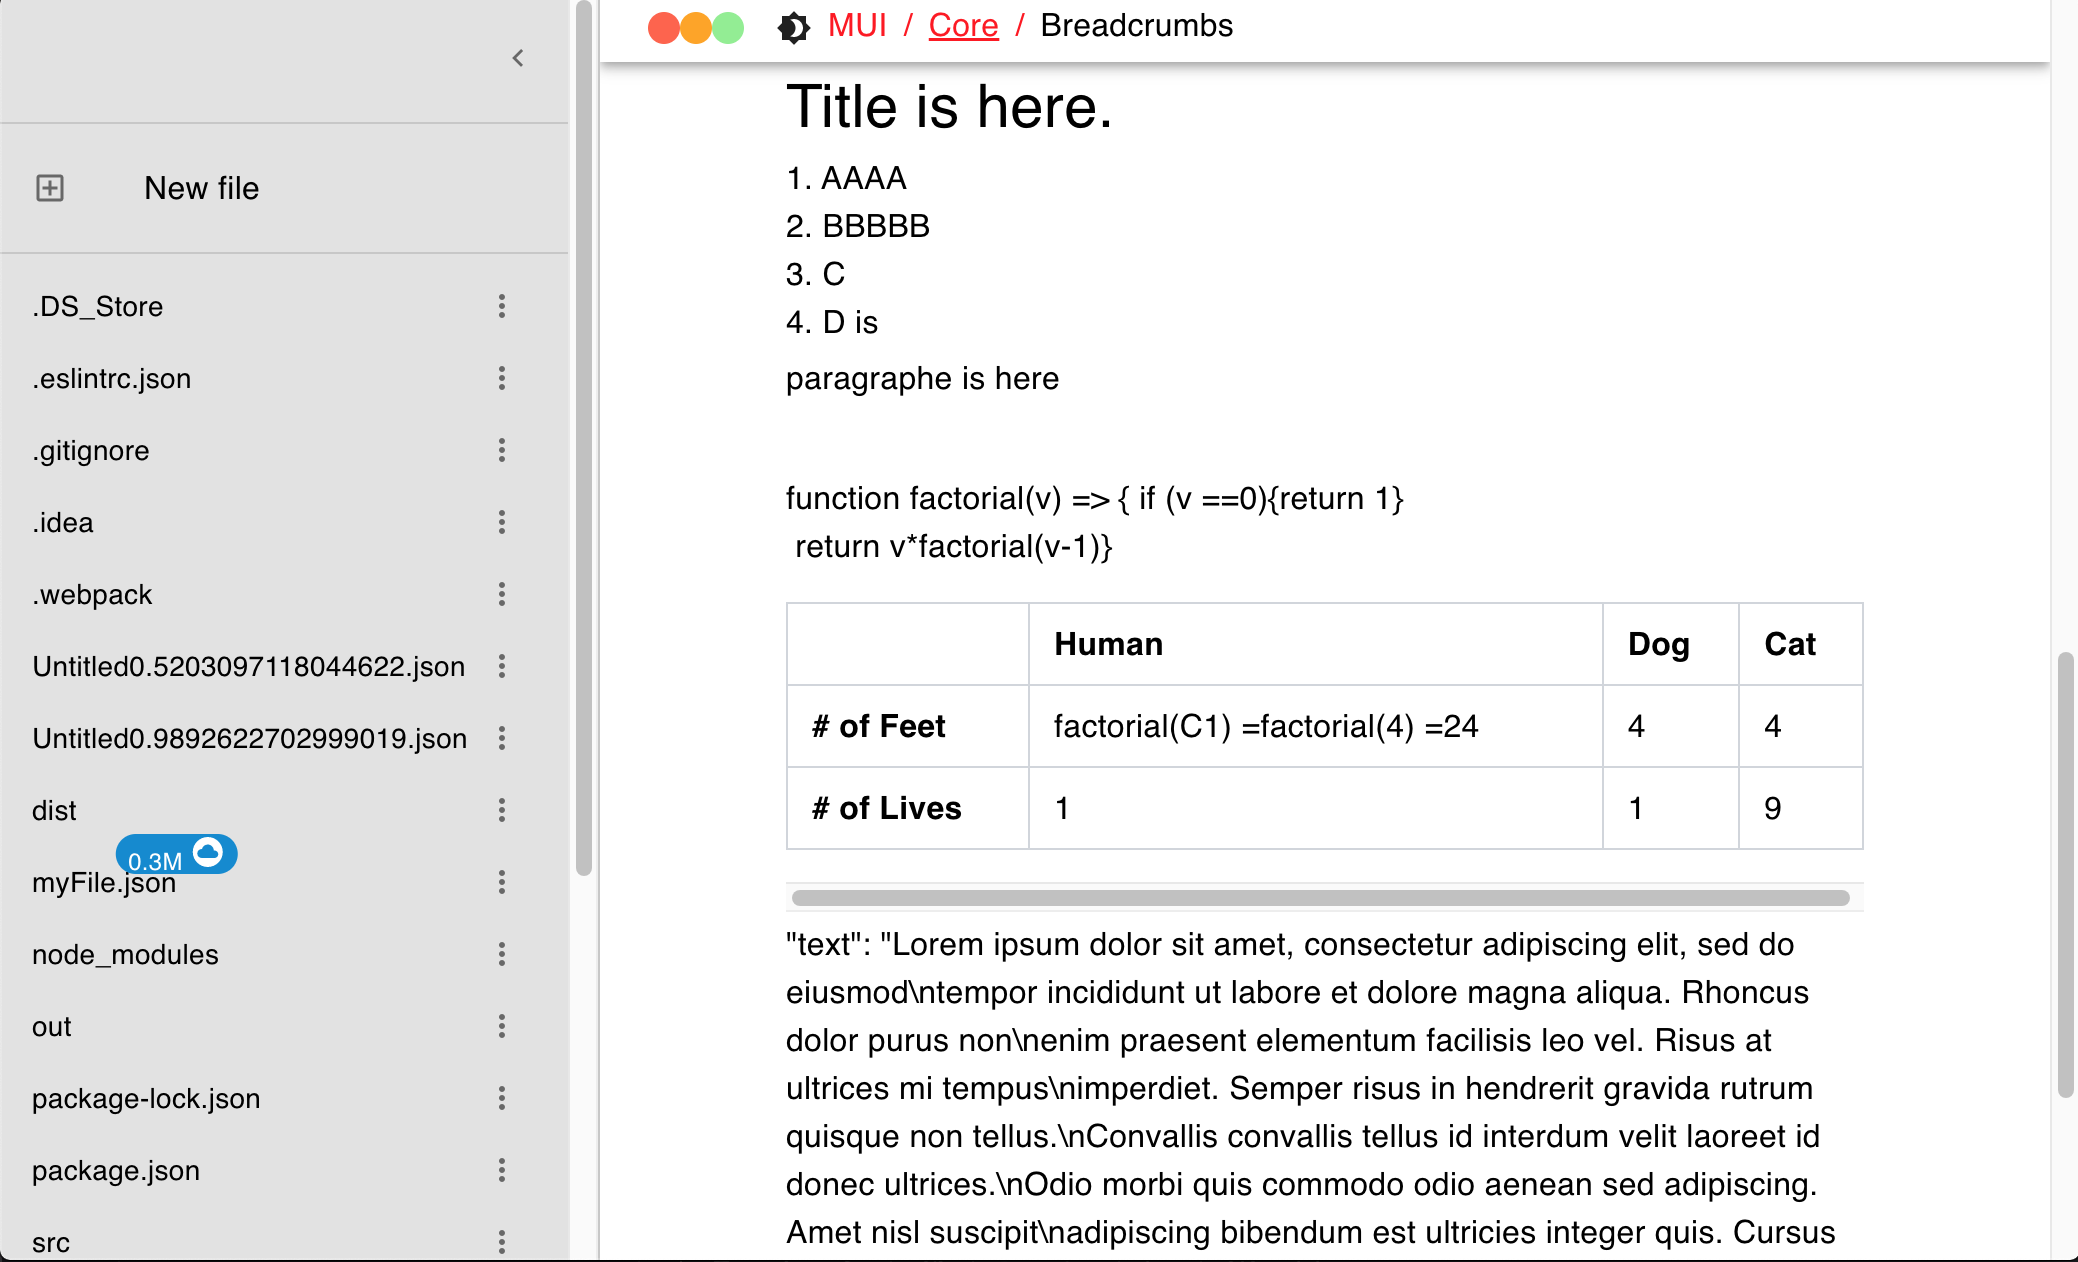 New file
.DS_Store
.eslintrc.json
.gitignore
.idea
.webpack
Untitled0.5203097118044622.json
Untitled0.9892622702999019.json
dist
0.3M
myFile.json
node_modules
out
package-lock.json
package.json
src
MUI / Core / Breadcrumbs
Title is here.
1. AAAA
2. BBBBB
3. C
4. D is
paragraphe is here
function factorial(v) => { if (v ==0){return 1}
return v*factorial(v-1)}
Human Dog Cat
# of Feet factorial(C1) =factorial(4) =24 4 4
# of Lives 1 1 9
"text": "Lorem ipsum dolor sit amet, consectetur adipiscing elit, sed do
eiusmod\ntempor incididunt ut labore et dolore magna aliqua. Rhoncus
dolor purus non\nenim praesent elementum facilisis leo vel. Risus at
ultrices mi tempus\nimperdiet. Semper risus in hendrerit gravida rutrum
quisque non tellus.\nConvallis convallis tellus id interdum velit laoreet id
donec ultrices.\nOdio morbi quis commodo odio aenean sed adipiscing.
Amet nisl suscipit\nadipiscing bibendum est ultricies integer quis. Cursus